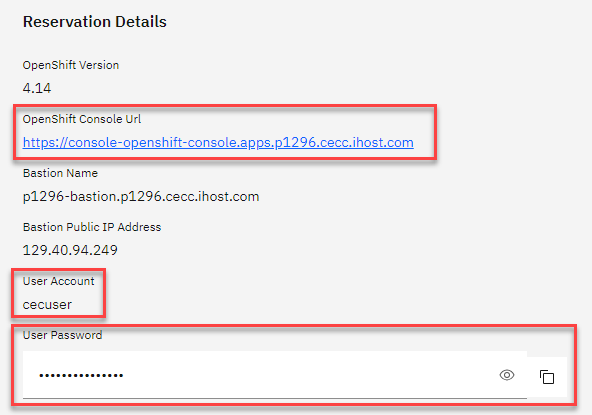 Reservation Details
OpenShift Version
4.14
OpenShift Console Url
https://console-openshift-console.apps.p1296.cecc.ihost.com
Bastion Name
p1296-bastion.p1296.cecc.ihost.com
Bastion Public IP Address
129.40.94.249
User Account
cecuser
User Password
•••••••••••••••